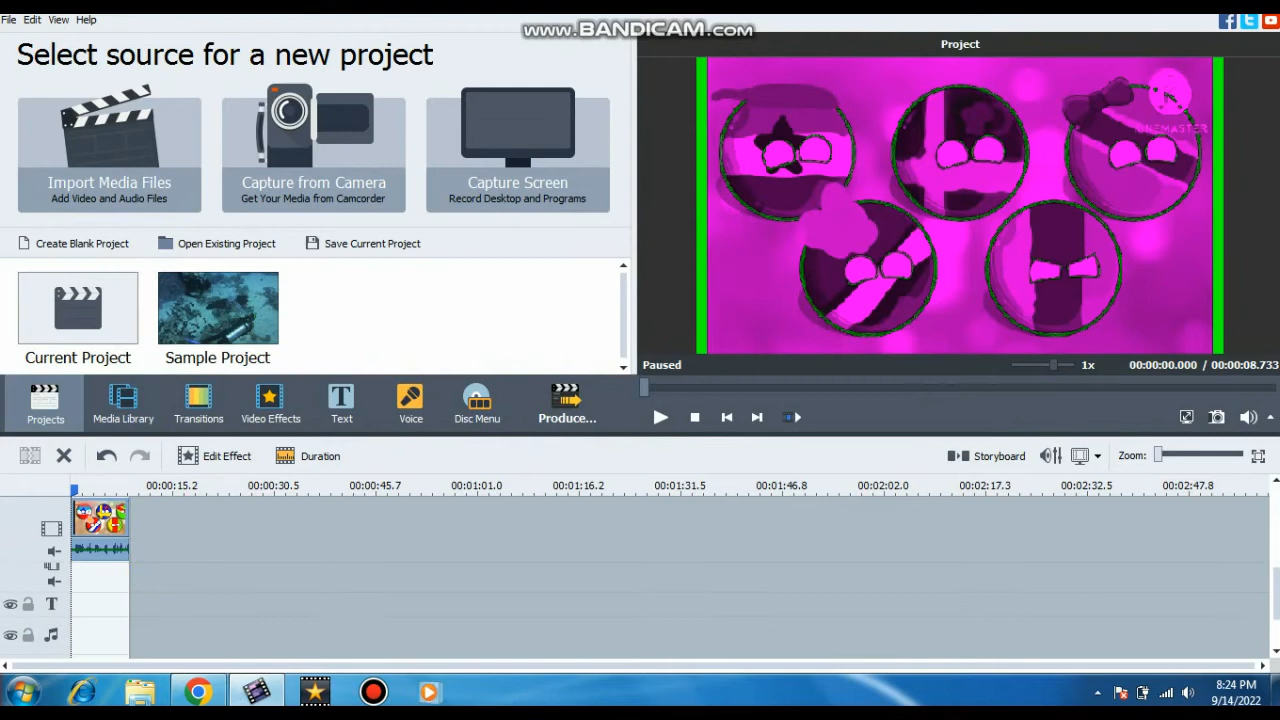 File Edit View Help
www.BANDICAM.com
Select source for a new project
Project
Import Media Files
Add Video and Audio Files
Capture from Camera
Get Your Media from Camcorder
Capture Screen
Record Desktop and Programs
KINEMASTER
Create Blank Project
Open Existing Project
Save Current Project
Current Project
Sample Project
Paused
1x
00:00:00.000 / 00:00:08.733
Projects
Media Library
Transitions
Video Effects
Text
Voice
Disc Menu
Produce...
Edit Effect
Duration
Storyboard
Zoom:
00:00:15.2 00:00:30.5 00:00:45.7 00:01:01.0 00:01:16.2 00:01:31.5 00:01:46.8 00:02:02.0 00:02:17.3 00:02:32.5 00:02:47.8
T
8:24 PM
9/14/2022